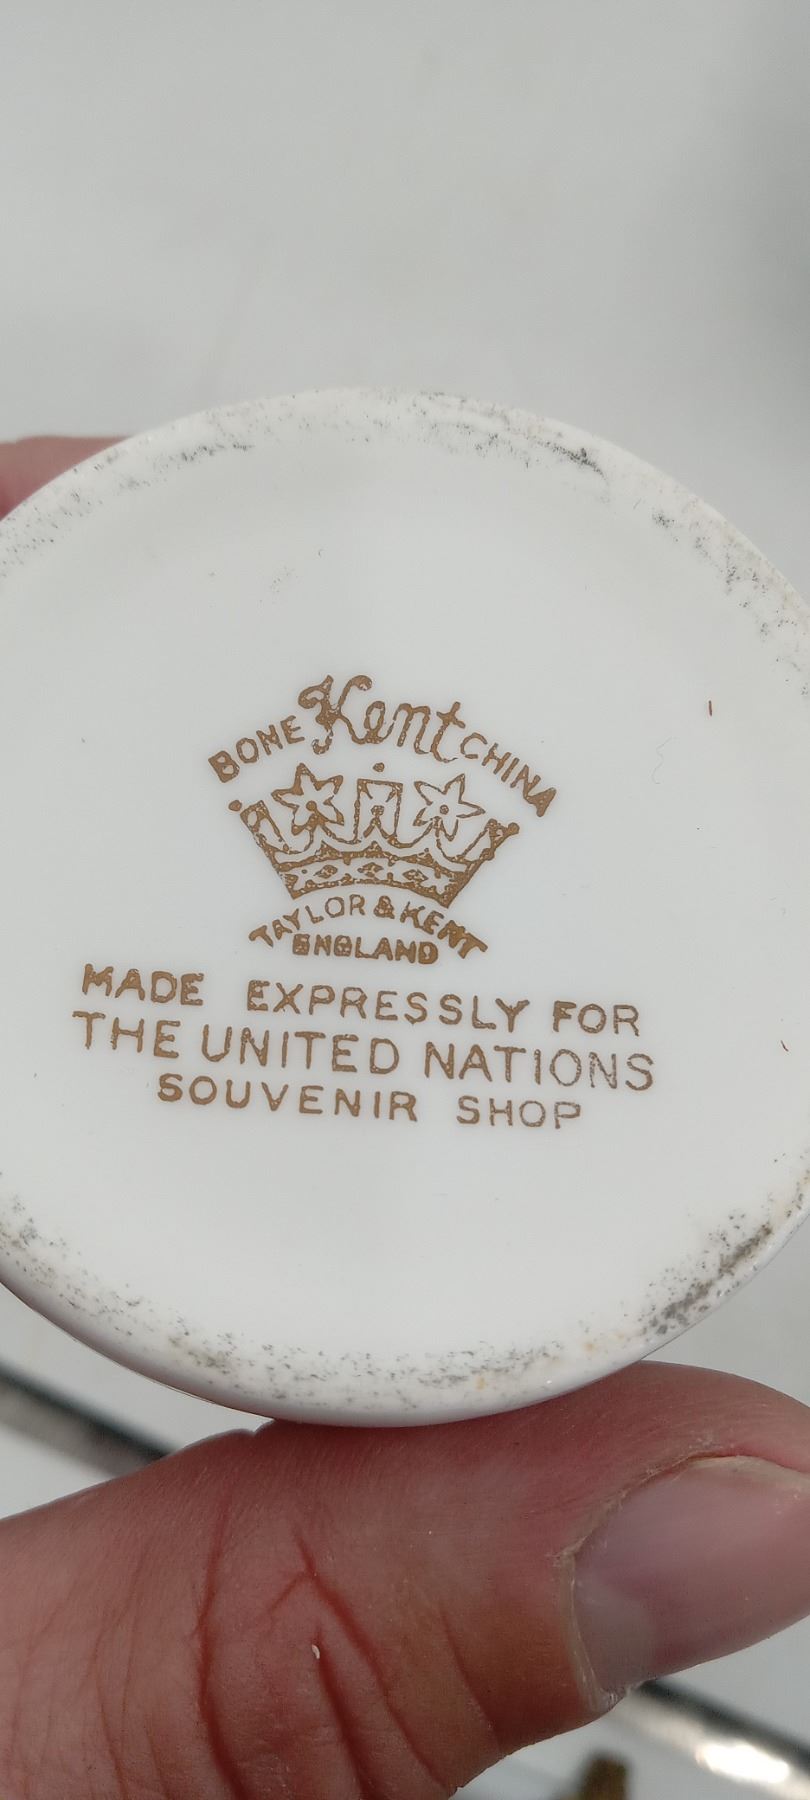 BONE Kent CHINA
TAYLOR & KENT
ENGLAND
MADE EXPRESSLY FOR
THE UNITED NATIONS
SOUVENIR SHOP